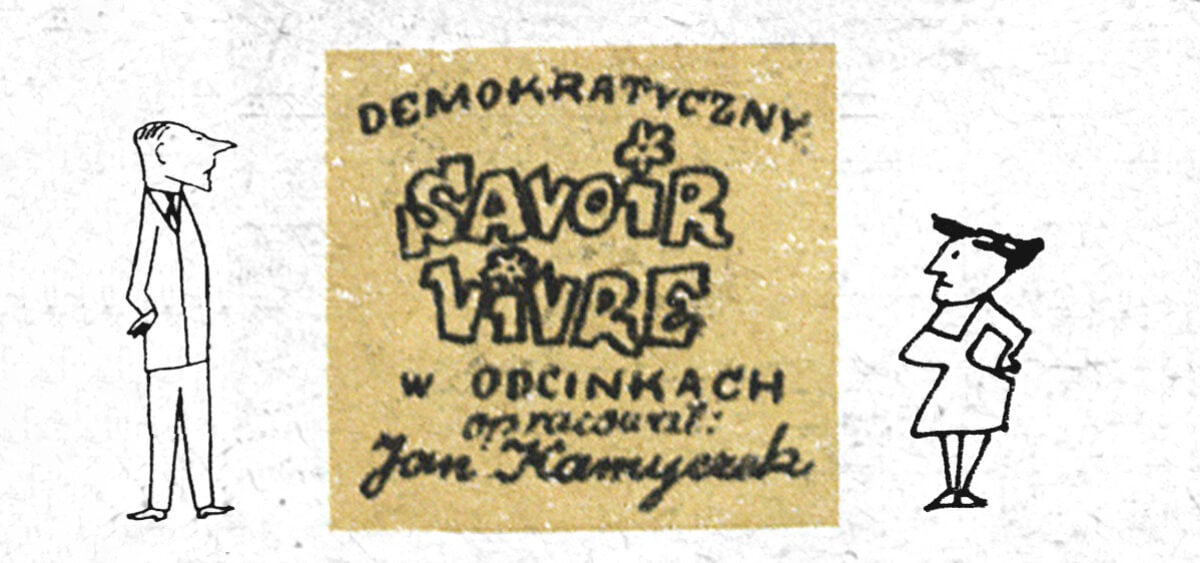 DEMOKRATYCZNY
SAVOIR
VIVRE
W ODCINKACH
opracował:
Jan Kamyczek